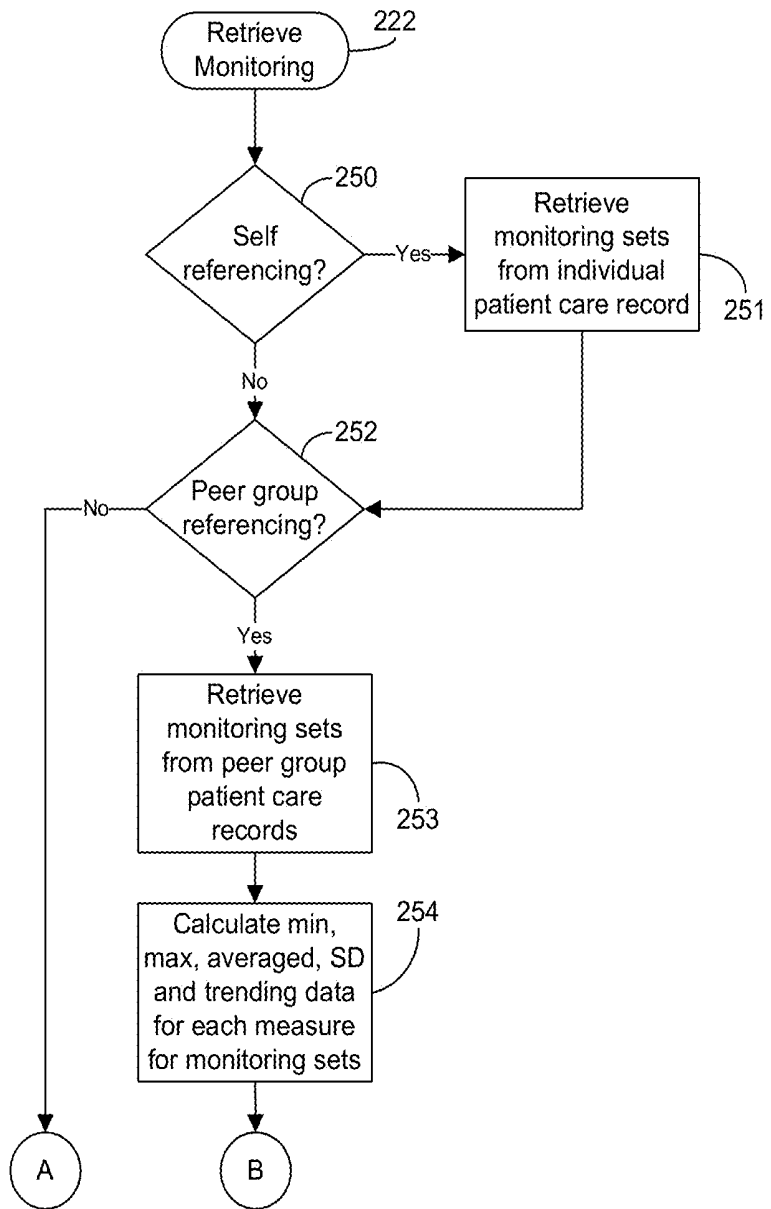 Retrieve
Monitoring
222
250
Self
referencing?
Yes
Retrieve
monitoring sets
from individual
patient care record
251
No
252
Peer group
referencing?
No
Yes
Retrieve
monitoring sets
from peer group
patient care
records
253
Calculate min,
max, averaged, SD
and trending data
for each measure
for monitoring sets
254
A
B